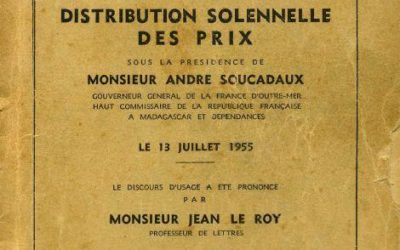 DISTRIBUTION SOLENNELLE
DES PRIX
SOUS LA PRESIDENCE DE
MONSIEUR ANDRE SOUCADAUX
GOUVERNEUR GENERAL DE LA FRANCE D'OUTRE-MER
HAUT COMMISSAIRE DE LA REPUBLIQUE FRANÇAISE
A MADAGASCAR ET DEPENDANCES
LE 13 JUILLET 1955
LE DISCOURS D'USAGE A ETE PRONONCE
PAR
MONSIEUR JEAN LE ROY
PROFESSEUR DE LETTRES